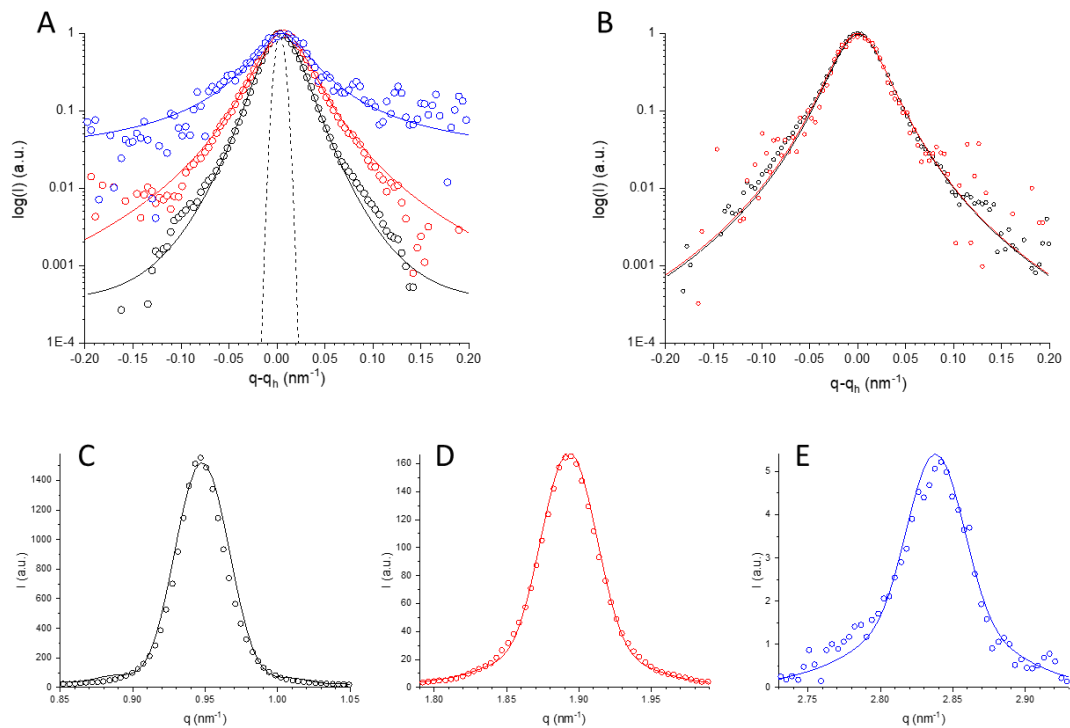 A
B
1
0.1
0.01
0.001
1E-4
log(I) (a.u.)
-0.20 -0.15 -0.10 -0.05 0.00 0.05 0.10 0.15 0.20
q-qₕ (nm⁻¹)
1
0.1
0.01
0.001
1E-4
log(I) (a.u.)
-0.20 -0.15 -0.10 -0.05 0.00 0.05 0.10 0.15 0.20
q-qₕ (nm⁻¹)
C
D
E
1400
1200
1000
800
600
400
200
0
I (a.u.)
0.85 0.90 0.95 1.00 1.05
q (nm⁻¹)
160
140
120
100
80
60
40
20
0
I (a.u.)
1.80 1.85 1.90 1.95
q (nm⁻¹)
5
4
3
2
1
0
I (a.u.)
2.75 2.80 2.85 2.90
q (nm⁻¹)